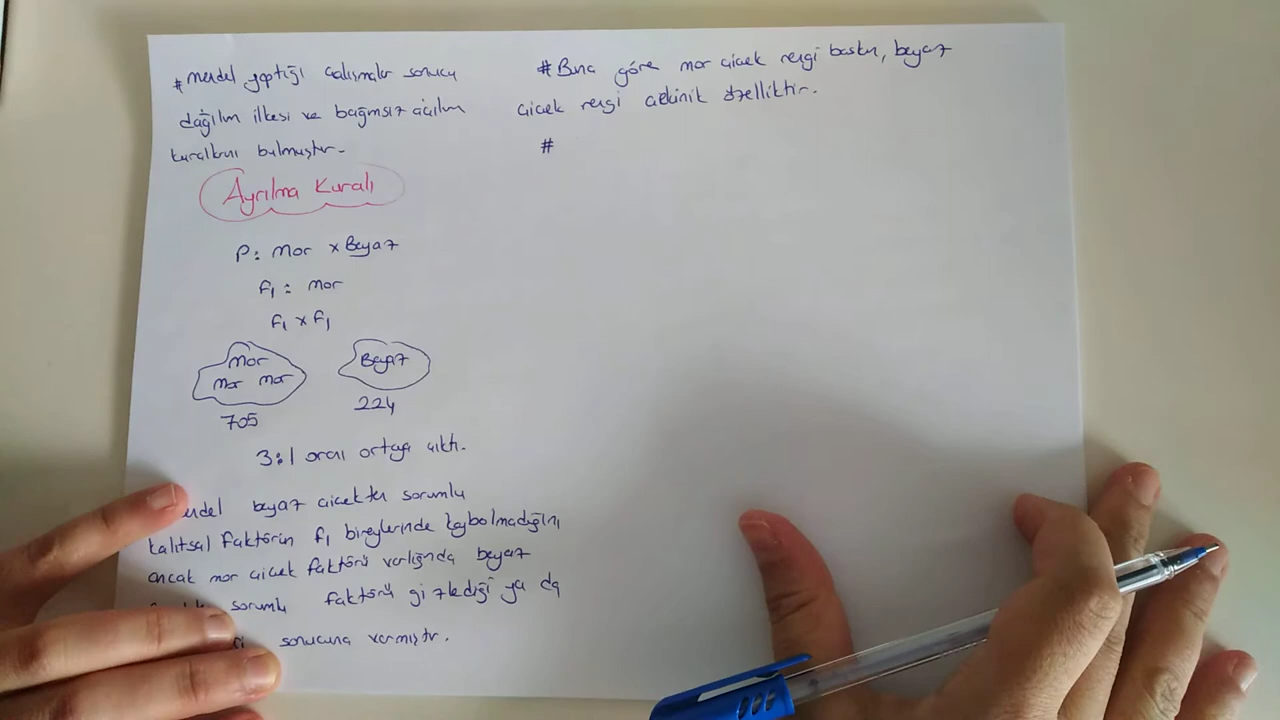 # Mendel yaptığı çalışmalar sonucu
dağılım ilkesi ve bağımsız açılım
kurallarını bulmuştur.
Ayrılma Kuralı
P: Mor x Beyaz
F1 : Mor
F1 x F1
Mor
Mor Mor
Beyaz
705
224
3:1 oranı ortaya çıktı.
beyaz çiçekten sorumlu
kalıtsal faktörün F1 bireylerinde kaybolmadığını
ancak mor çiçek faktörü varlığında beyaz
sorumlu faktörü gizlediği ya da
sonucuna varmıştır.
# Buna göre mor çiçek rengi baskın, beyaz
çiçek rengi çekinik özelliktir.
#